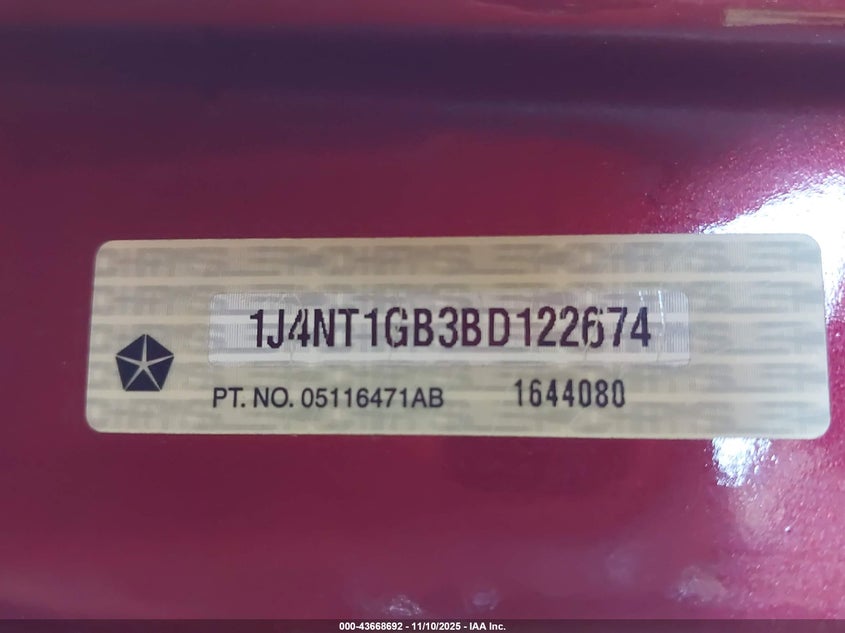 1J4NT1GB3BD122674
PT. NO. 05116471AB 1644080
000-43668692 - 11/10/2025 - IAA Inc.